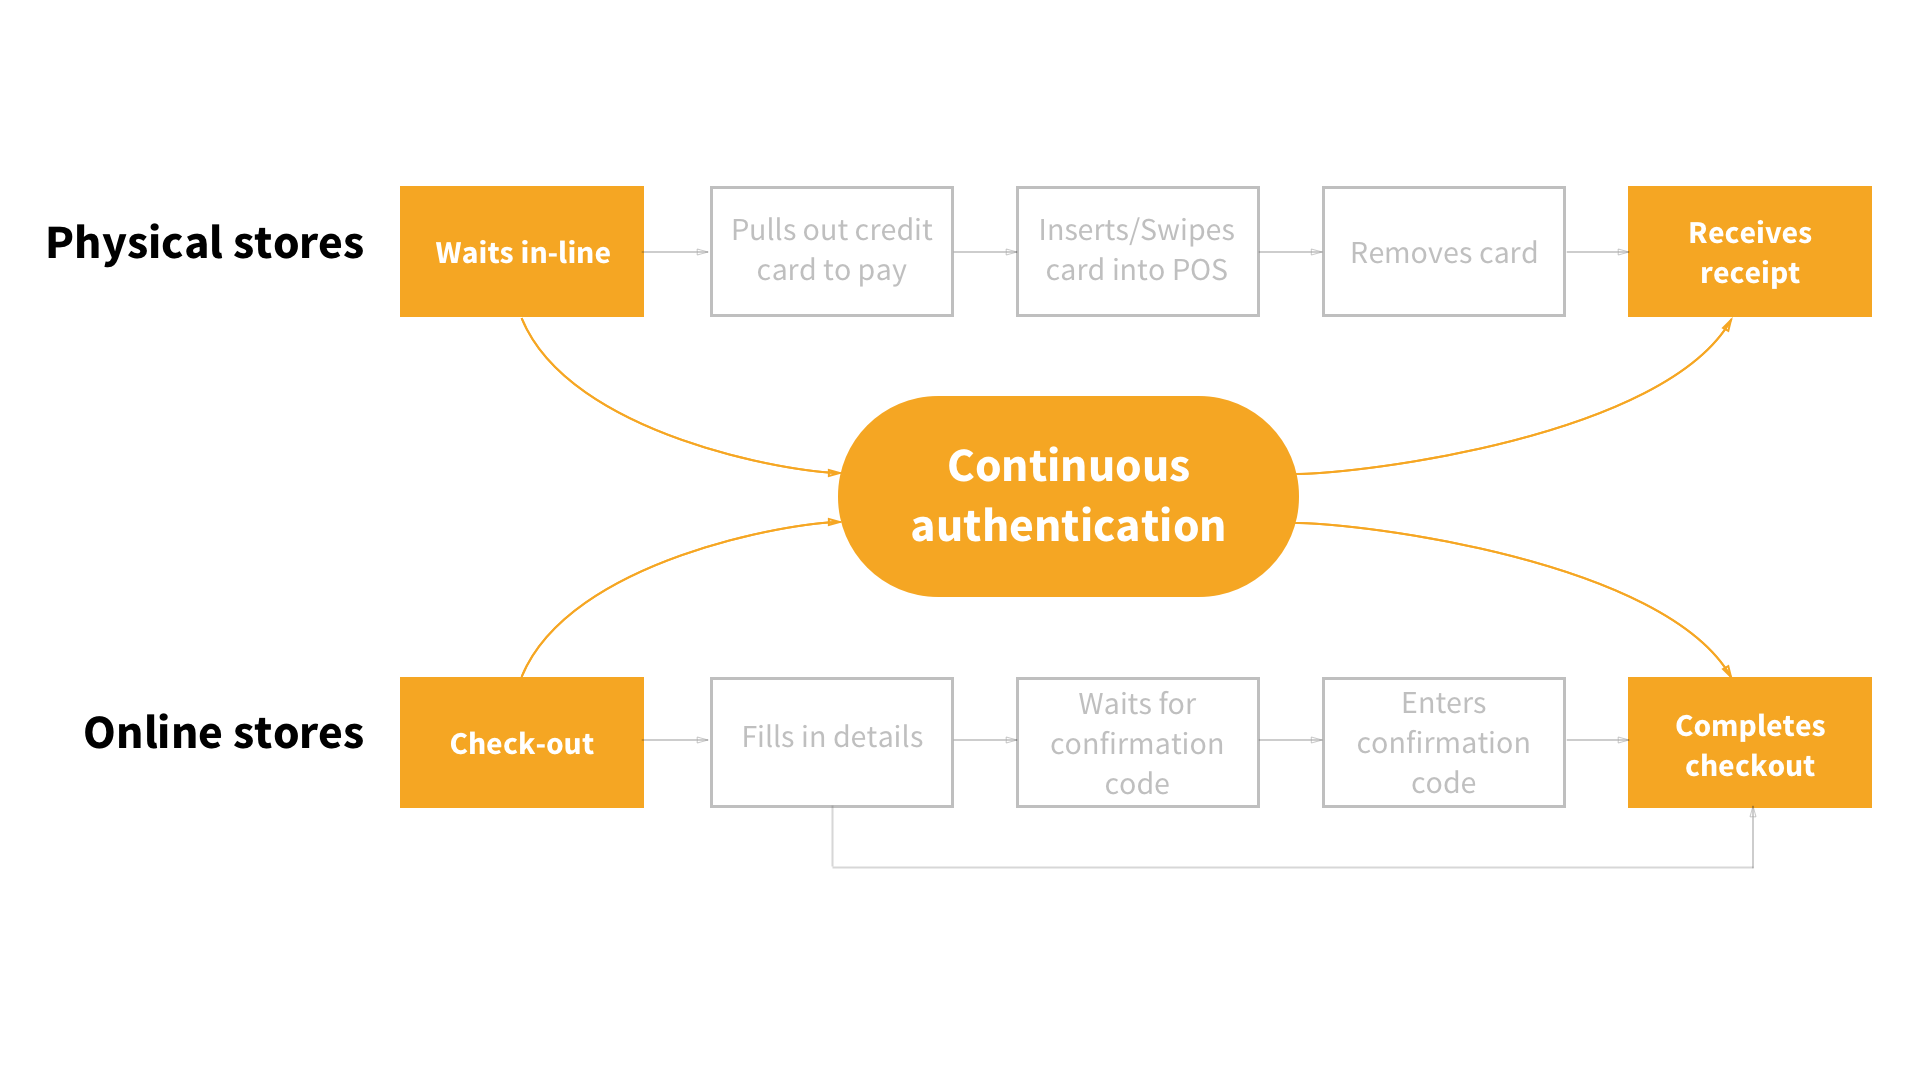 Physical stores
Waits in-line
Pulls out credit
card to pay
Inserts/Swipes
card into POS
Removes card
Receives
receipt
Continuous
authentication
Online stores
Check-out
Fills in details
Waits for
confirmation
code
Enters
confirmation
code
Completes
checkout